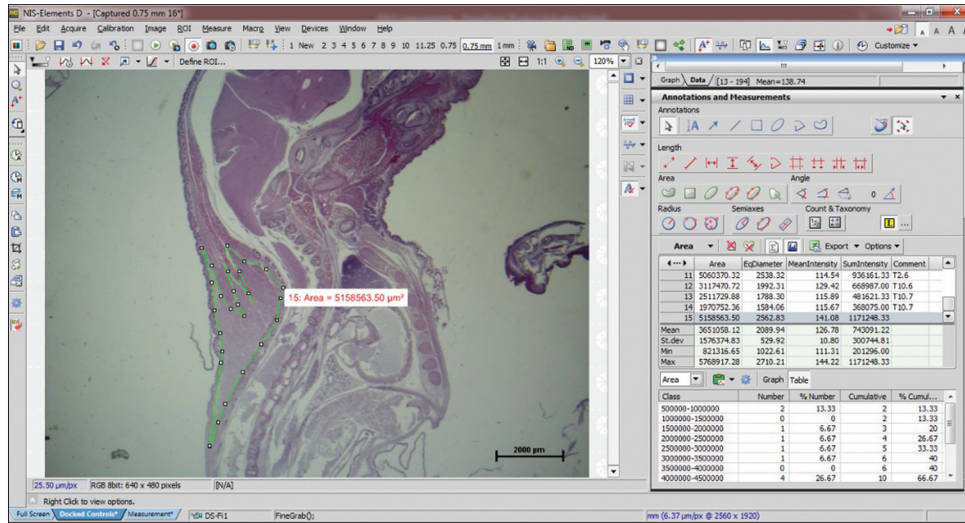 NIS-Elements D - [Captured 0.75 mm 16*]
File Edit Acquire Calibration Image ROI Measure Macro View Devices Window Help
1 New 2 3 4 5 6 7 8 9 10 11.25 0.75 0.75 mm 1 mm
Customize
Define ROI...
1:1
120%
Graph Data [13 - 194] Mean=138.74
Annotations and Measurements
Annotations
Length
Area Angle
0
Radius Semiaxes Count & Taxonomy
Area Export Options
Area EqDiameter MeanIntensity SumIntensity Comment
11 5060370.32 2538.32 114.54 936161.33 T2.6
12 3117470.72 1992.31 129.42 668987.00 T10.6
13 2511729.88 1788.30 115.89 481621.33 T10.7
14 1970752.36 1584.06 115.67 368075.00 T10.7
15 5158563.50 2562.83 141.08 1171248.33
Mean 3651058.12 2089.94 126.78 743091.22
St.dev 1576374.83 529.92 10.80 300744.81
Min 821316.65 1022.61 111.31 201296.00
Max 5768917.28 2710.21 144.22 1171248.33
Area Graph Table
Class Number % Number Cumulative % Cumul...
500000-1000000 2 13.33 2 13.33
1000000-1500000 0 0 2 13.33
1500000-2000000 1 6.67 3 20
2000000-2500000 1 6.67 4 26.67
2500000-3000000 1 6.67 5 33.33
3000000-3500000 1 6.67 6 40
3500000-4000000 0 0 6 40
4000000-4500000 4 26.67 10 66.67
15: Area = 5158563.50 µm²
2000 µm
25.50 µm/px RGB 8bit: 640 x 480 pixels [N/A]
Right Click to view options.
Full Screen Docked Controls* Measurement* DS-Fi1 FineGrab(); mm (6.37 µm/px @ 2560 x 1920)